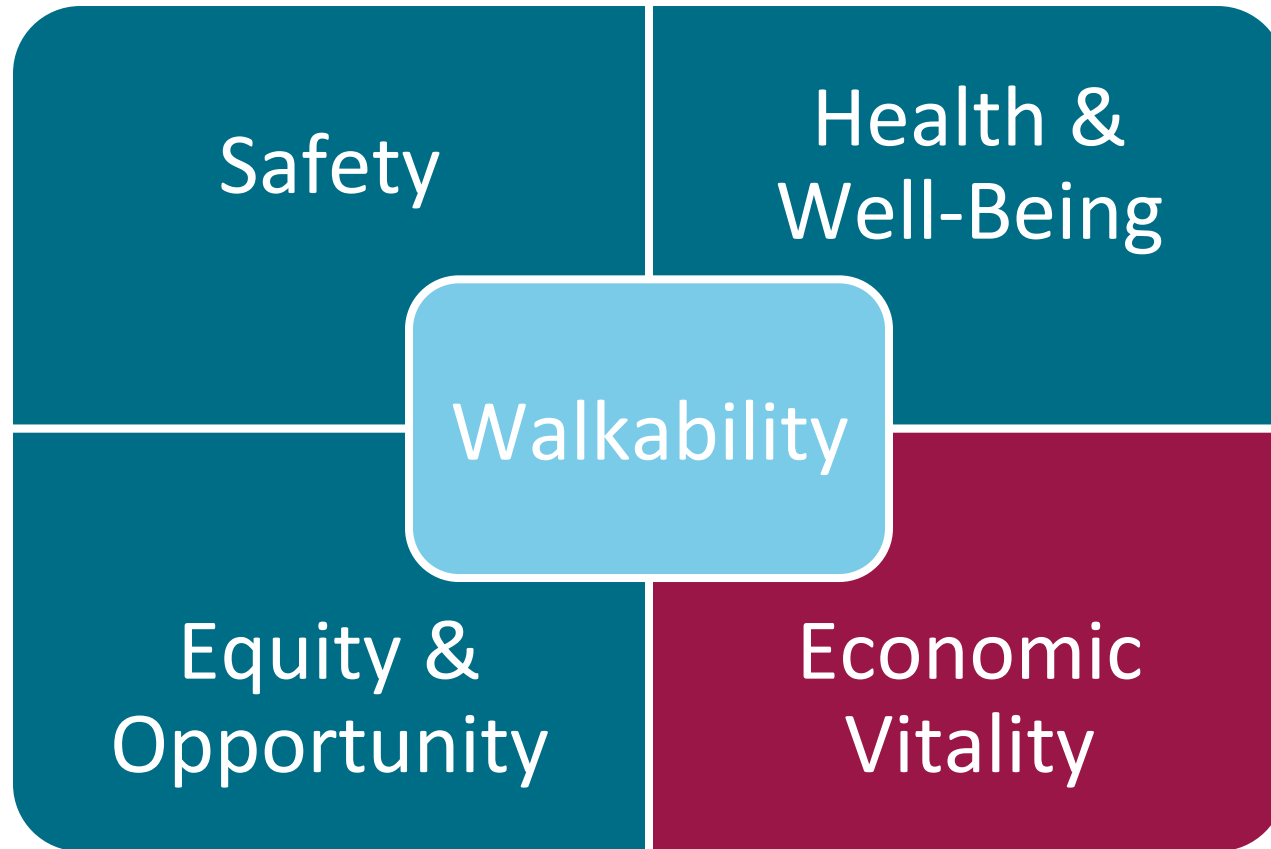 Safety
Health &
Well-Being
Walkability
Equity &
Opportunity
Economic
Vitality